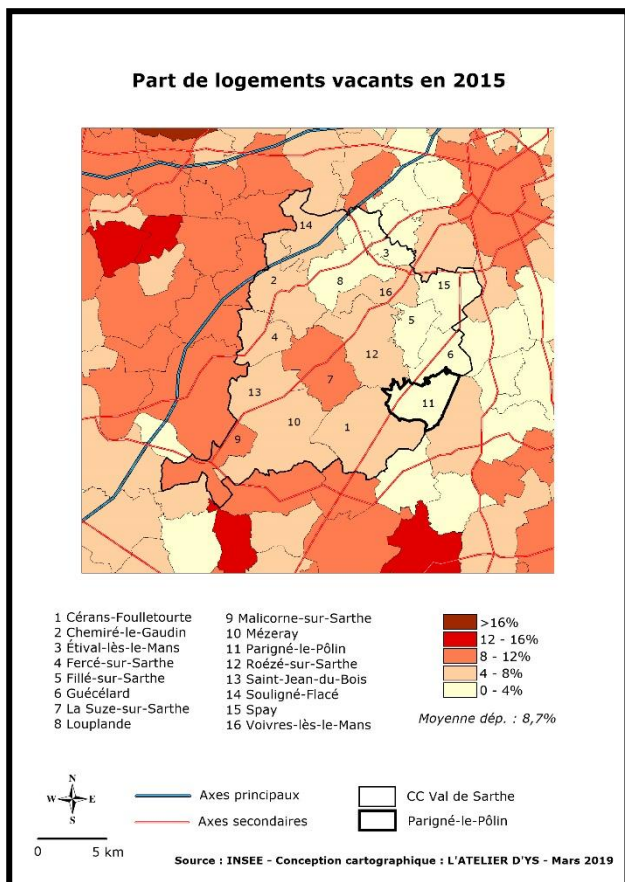 Part de logements vacants en 2015
14
3
2
8
16
15
5
4
12
6
7
13
11
10
1
9
1 Cérans-Foulletourte
2 Chemiré-le-Gaudin
3 Étival-lès-le-Mans
4 Fercé-sur-Sarthe
5 Fillé-sur-Sarthe
6 Guécélard
7 La Suze-sur-Sarthe
8 Louplande
9 Malicorne-sur-Sarthe
10 Mézeray
11 Parigné-le-Pôlin
12 Roézé-sur-Sarthe
13 Saint-Jean-du-Bois
14 Souligné-Flacé
15 Spay
16 Voivres-lès-le-Mans
>16%
12 - 16%
8 - 12%
4 - 8%
0 - 4%
Moyenne dép. : 8,7%
N
W E
S
Axes principaux
Axes secondaires
CC Val de Sarthe
Parigné-le-Pôlin
0 5 km
Source : INSEE - Conception cartographique : L'ATELIER D'YS - Mars 2019